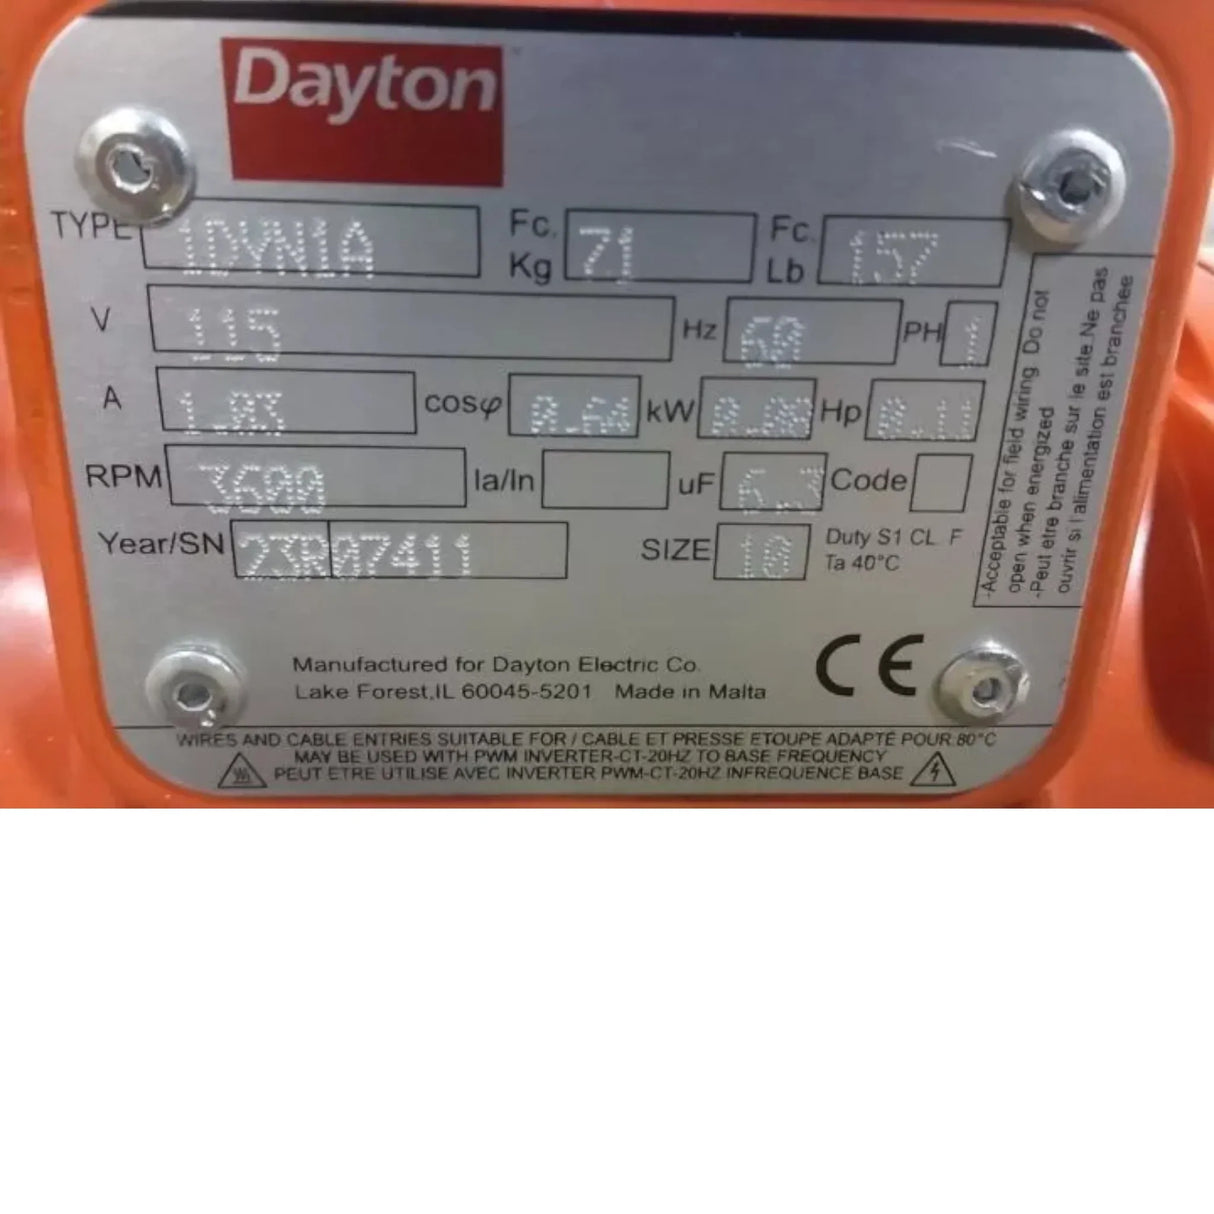 Dayton
TYPE 1DYN1A Fc. Kg 71 Fc. Lb 157
V 115 Hz 60 PH 1
A 1.03 cosφ kW Hp 0.11
RPM 3600 Ia/In uF Code
Year/SN 23R07411 SIZE 10 Duty S1 CL F
Ta 40°C
-Acceptable for field wiring. Do not
open when energized
-Peut etre branche sur le site.Ne pas
ouvrir si l'alimentation est branchee
Manufactured for Dayton Electric Co.
Lake Forest,IL 60045-5201 Made in Malta
CE
WIRES AND CABLE ENTRIES SUITABLE FOR / CABLE ET PRESSE ETOUPE ADAPTÉ POUR 80°C
MAY BE USED WITH PWM INVERTER-CT-20HZ TO BASE FREQUENCY
PEUT ETRE UTILISE AVEC INVERTER PWM-CT-20HZ INFREQUENCE BASE